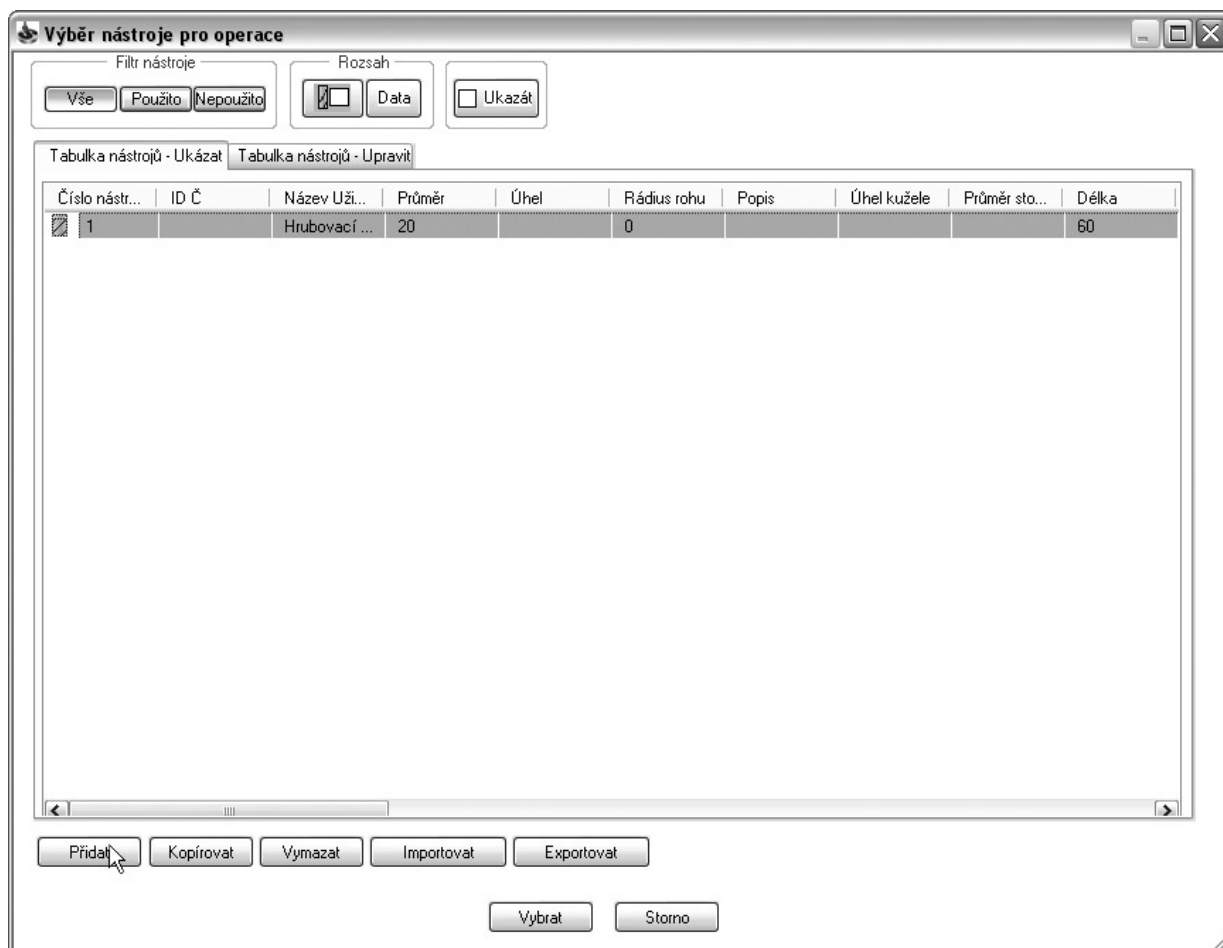 Výběr nástroje pro operace
Filtr nástroje
Rozsah
Vše Použito Nepoužito
Data
Ukazát
Tabulka nástrojů - Ukázat Tabulka nástrojů - Upravit
Číslo nástr... ID Č Název Uži... Průměr Úhel Rádius rohu Popis Úhel kužele Průměr sto... Délka
1 Hrubovací ... 20 0 60
Přidat Kopírovat Vymazat Importovat Exportovat
Vybrat Storno